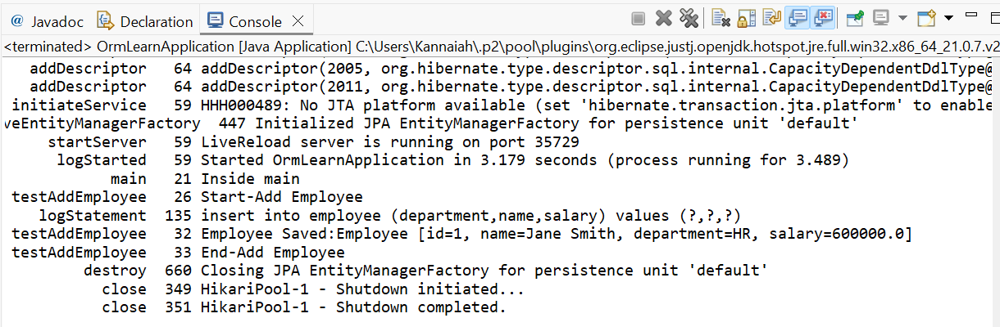 @ Javadoc Declaration Console
<terminated> OrmLearnApplication [Java Application] C:\Users\Kannaiah\.p2\pool\plugins\org.eclipse.justj.openjdk.hotspot.jre.full.win32.x86_64_21.0.7.v2
addDescriptor 64 addDescriptor(2005, org.hibernate.type.descriptor.sql.internal.CapacityDependentDdlType@
addDescriptor 64 addDescriptor(2011, org.hibernate.type.descriptor.sql.internal.CapacityDependentDdlType@
initiateService 59 HHH000489: No JTA platform available (set 'hibernate.transaction.jta.platform' to enable
veEntityManagerFactory 447 Initialized JPA EntityManagerFactory for persistence unit 'default'
startServer 59 LiveReload server is running on port 35729
logStarted 59 Started OrmLearnApplication in 3.179 seconds (process running for 3.489)
main 21 Inside main
testAddEmployee 26 Start-Add Employee
logStatement 135 insert into employee (department,name,salary) values (?,?,?)
testAddEmployee 32 Employee Saved:Employee [id=1, name=Jane Smith, department=HR, salary=600000.0]
testAddEmployee 33 End-Add Employee
destroy 660 Closing JPA EntityManagerFactory for persistence unit 'default'
close 349 HikariPool-1 - Shutdown initiated...
close 351 HikariPool-1 - Shutdown completed.